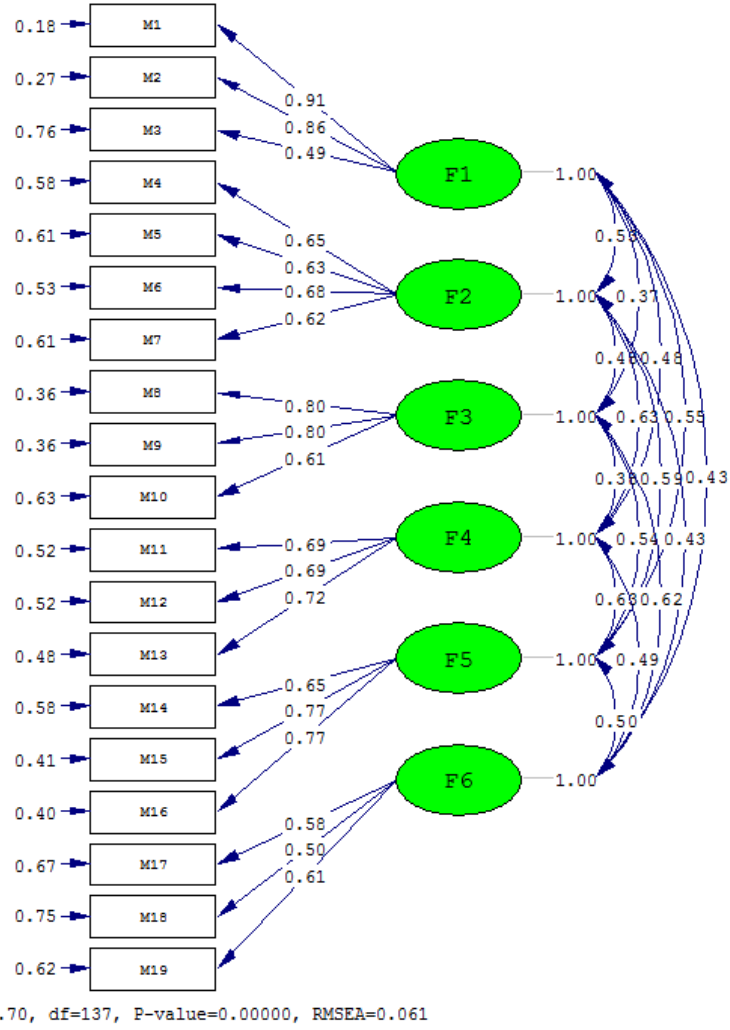 0.18 M1
0.27 M2
0.91
0.86
0.76 M3
0.49
0.58 M4
F1 1.00
0.61 M5
0.65
0.63
0.53 M6
0.68
F2 1.00 0.37
0.62
0.61 M7
0.48
0.36 M8
0.80
F3 1.00 0.63 0.55
0.80
0.36 M9
0.61
0.59 0.43
0.63 M10
0.52 M11
0.69
F4 1.00 0.54 0.43
0.69
0.52 M12
0.72
0.63 0.62
0.48 M13
F5 1.00 0.49
0.65
0.58 M14
0.77
0.50
0.77
0.41 M15
F6 1.00
0.40 M16
0.58
0.50
0.67 M17
0.61
0.75 M18
0.62 M19
.70, df=137, P-value=0.00000, RMSEA=0.061